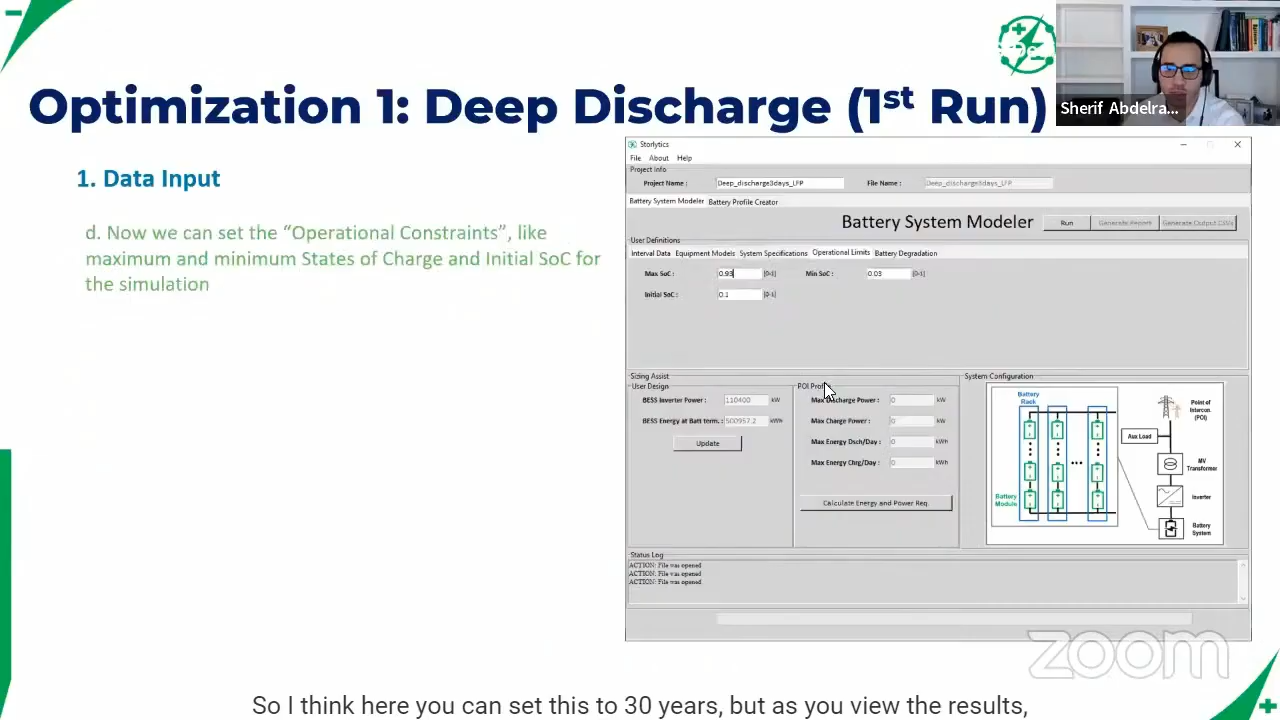 Optimization 1: Deep Discharge (1st Run)
Sherif Abdelra...
1. Data Input
d. Now we can set the “Operational Constraints”, like
maximum and minimum States of Charge and Initial SoC for
the simulation
Storlytics
File About Help
Project Info
Project Name : Deep_discharge3days_LFP File Name : Deep_discharge3days_LFP
Battery System Modeler Battery Profile Creator
Battery System Modeler Run Generate Report Generate Output CSVs
User Definitions
Interval Data Equipment Models System Specifications Operational Limits Battery Degradation
Max SoC : 0.93 [0-1] Min SoC : 0.03 [0-1]
Initial SoC : 0.1 [0-1]
Sizing Assist
User Design
BESS Inverter Power : 110400 kW
BESS Energy at Batt term. : 500957.2 kWh
Update
POI Profile
Max Discharge Power : 0 kW
Max Charge Power : 0 kW
Max Energy Dsch/Day : 0 kWh
Max Energy Chrg/Day : 0 kWh
Calculate Energy and Power Req.
System Configuration
Battery
Rack
Battery
Module
Point of
Intercon.
(POI)
Aux Load
MV
Transformer
Inverter
Battery
System
Status Log
ACTION: File was opened
ACTION: File was opened
ACTION: File was opened
zoom
So I think here you can set this to 30 years, but as you view the results,